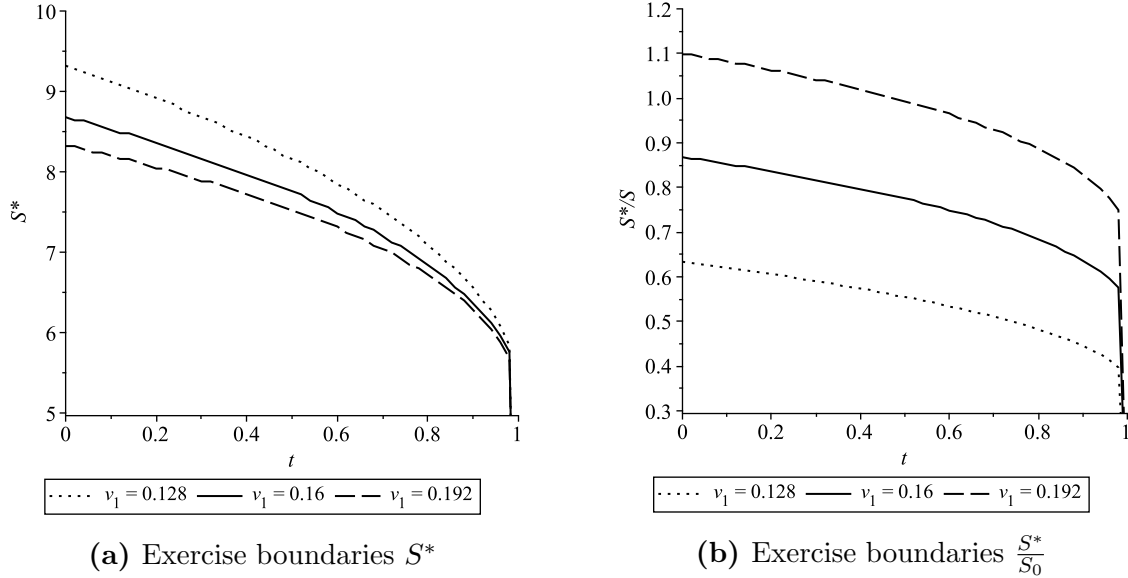 10
9
8
7
6
5
S*
0 0.2 0.4 0.6 0.8 1
t
v1 = 0.128 v1 = 0.16 v1 = 0.192
(a) Exercise boundaries S*
1.2
1.1
1.0
0.9
0.8
0.7
0.6
0.5
0.4
0.3
S*/S
0 0.2 0.4 0.6 0.8 1
t
v1 = 0.128 v1 = 0.16 v1 = 0.192
(b) Exercise boundaries S*/S0